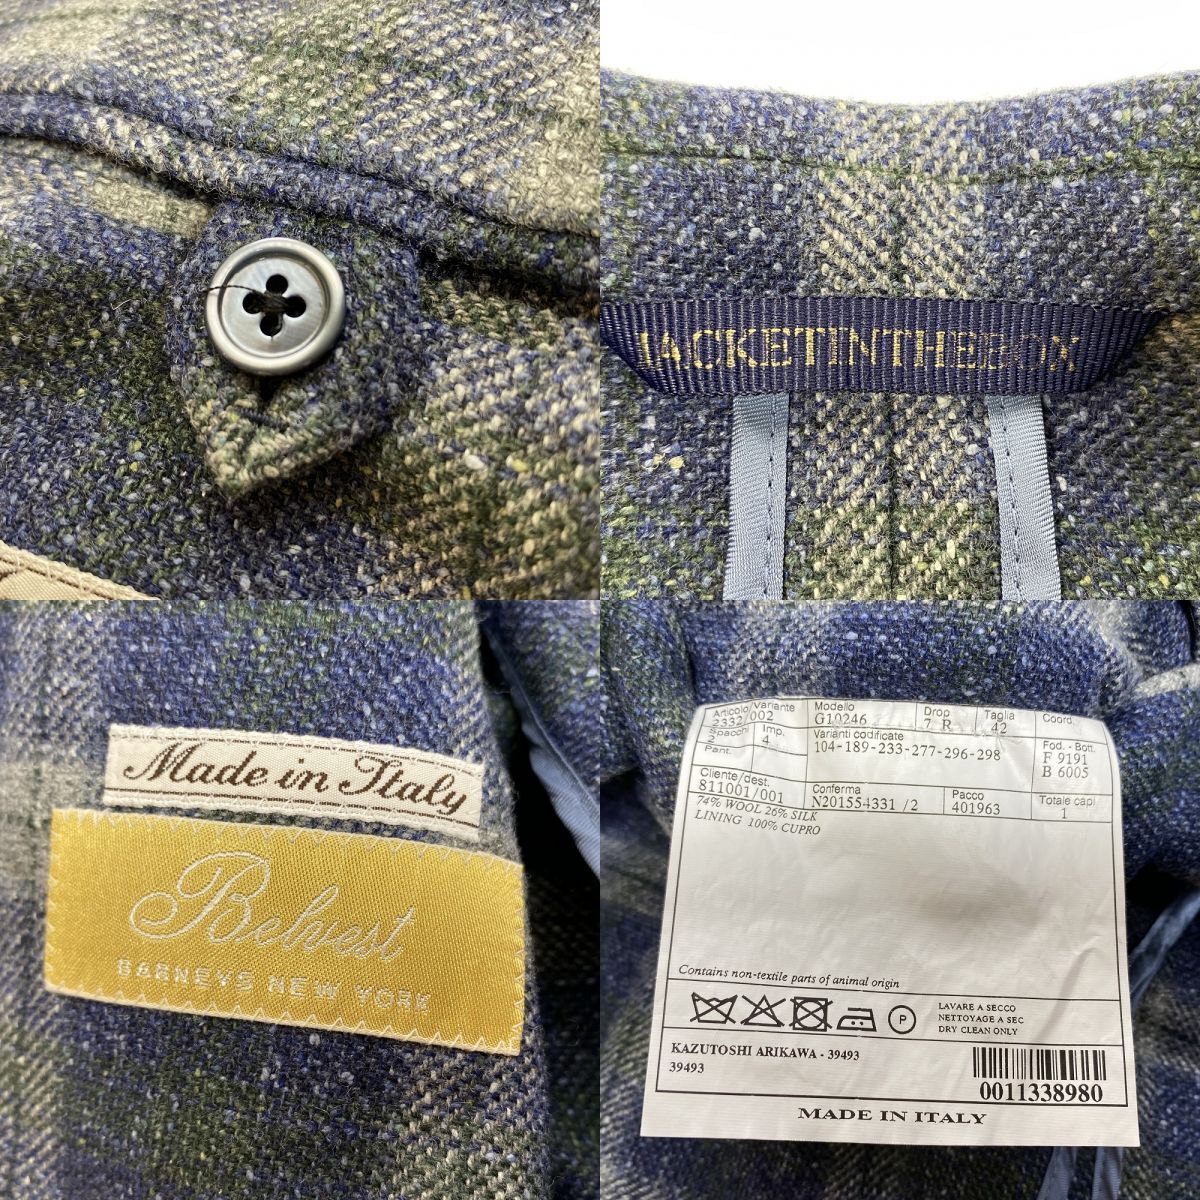 JACKETINTHEBOX
Made in Italy
Belvest
BARNEYS NEW YORK
Articolo/Variante Modello Drop Taglia Coord
2332/002 G10246 7 R 42
Spacchi Imp. Varianti codificate Fod. - Bott.
2 4 104-189-233-277-296-298 F 9191
Pant. B 6005
Cliente/dest. Conferma Pacco Totale capi
811001/001 N201554331 /2 401963 1
74% WOOL 26% SILK
LINING 100% CUPRO
Contains non-textile parts of animal origin
P
LAVARE A SECCO
NETTOYAGE A SEC
DRY CLEAN ONLY
KAZUTOSHI ARIKAWA - 39493
39493
0011338980
MADE IN ITALY